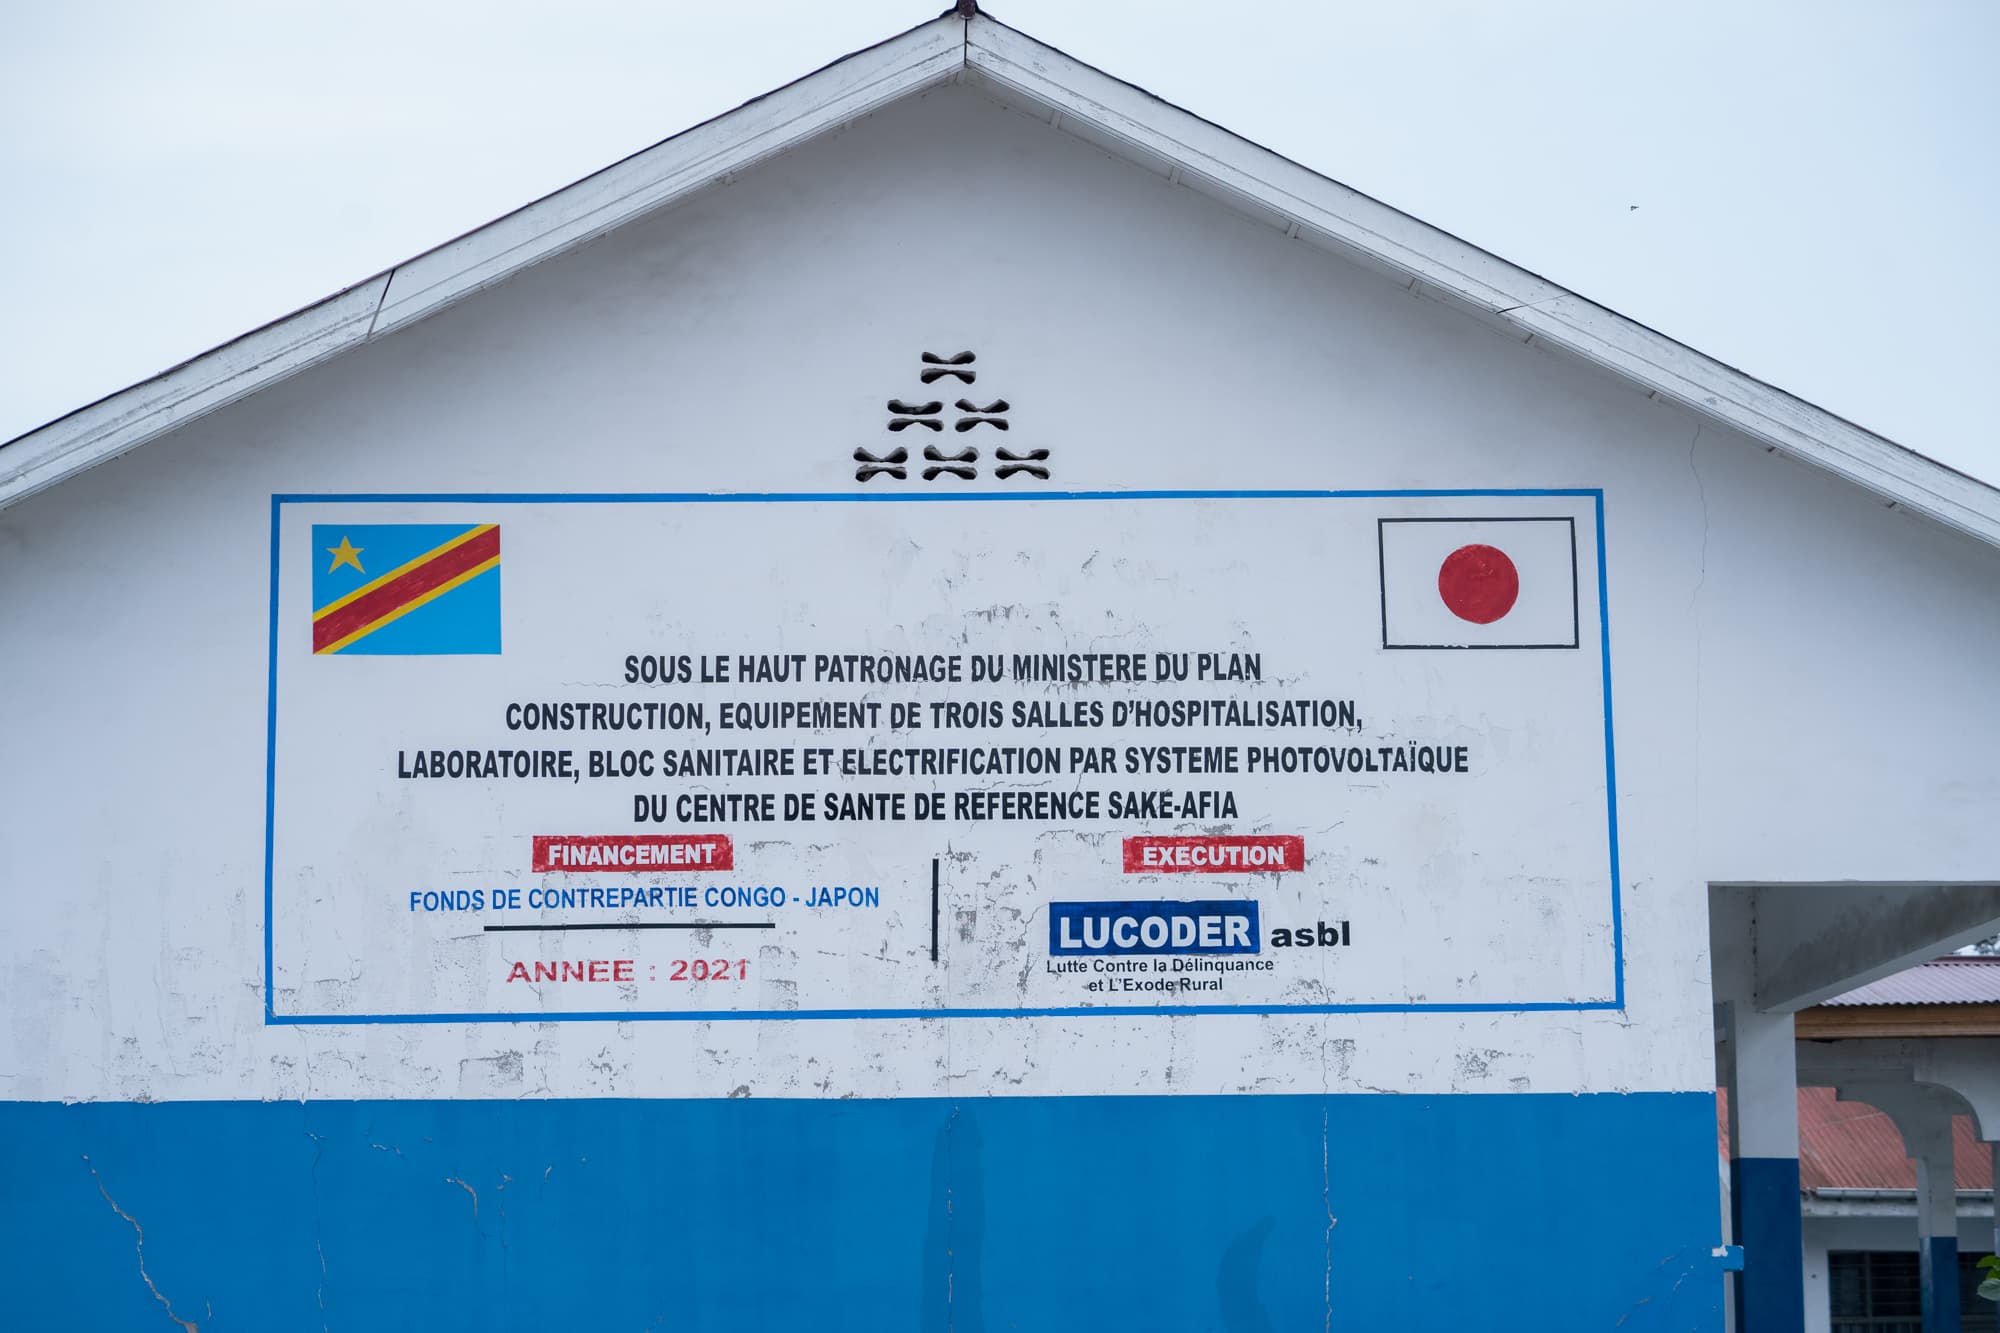 SOUS LE HAUT PATRONAGE DU MINISTERE DU PLAN
CONSTRUCTION, EQUIPEMENT DE TROIS SALLES D'HOSPITALISATION,
LABORATOIRE, BLOC SANITAIRE ET ELECTRIFICATION PAR SYSTEME PHOTOVOLTAÏQUE
DU CENTRE DE SANTE DE REFERENCE SAKE-AFIA
FINANCEMENT
FONDS DE CONTREPARTIE CONGO - JAPON
ANNEE : 2021
EXECUTION
LUCODER asbl
Lutte Contre la Délinquance
et L'Exode Rural